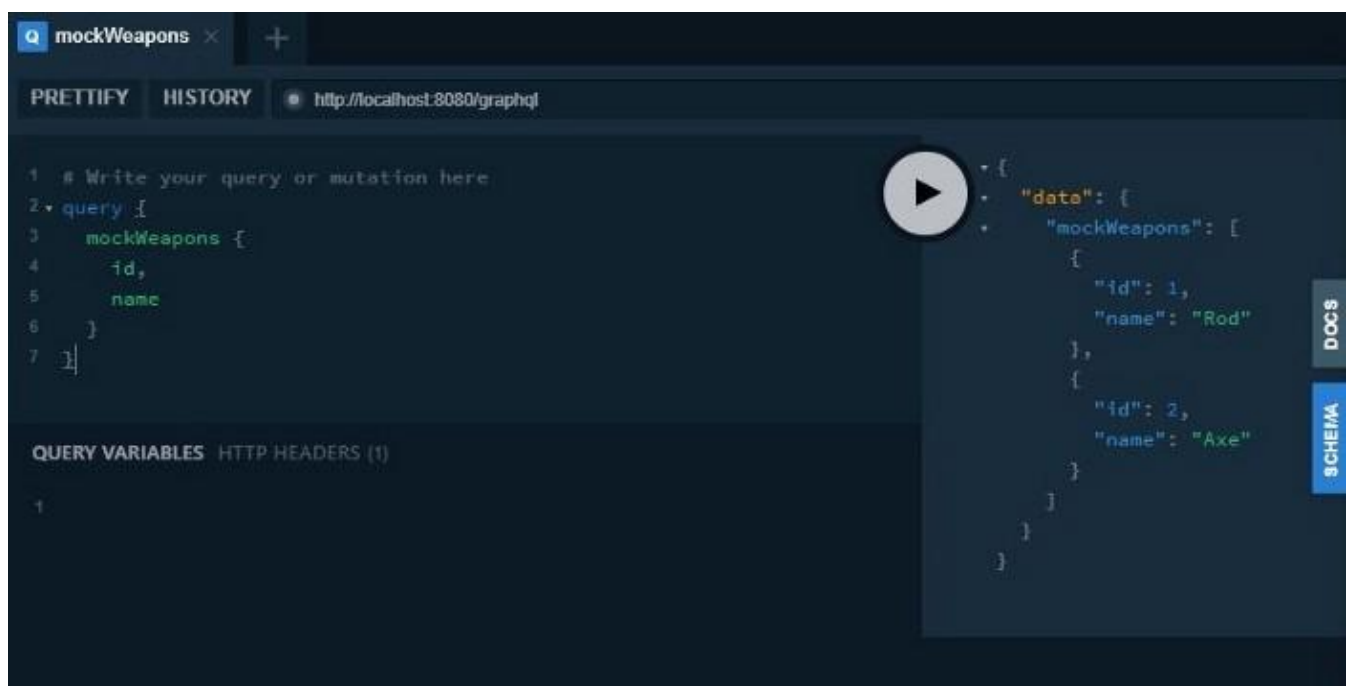 Q mockWeapons × +
PRETTIFY HISTORY http://localhost:8080/graphql
1 # Write your query or mutation here
2 query {
3 mockWeapons {
4 id,
5 name
6 }
7 }
QUERY VARIABLES HTTP HEADERS (1)
1
{
"data": {
"mockWeapons": [
{
"id": 1,
"name": "Rod"
},
{
"id": 2,
"name": "Axe"
}
]
}
}
DOCS
SCHEMA